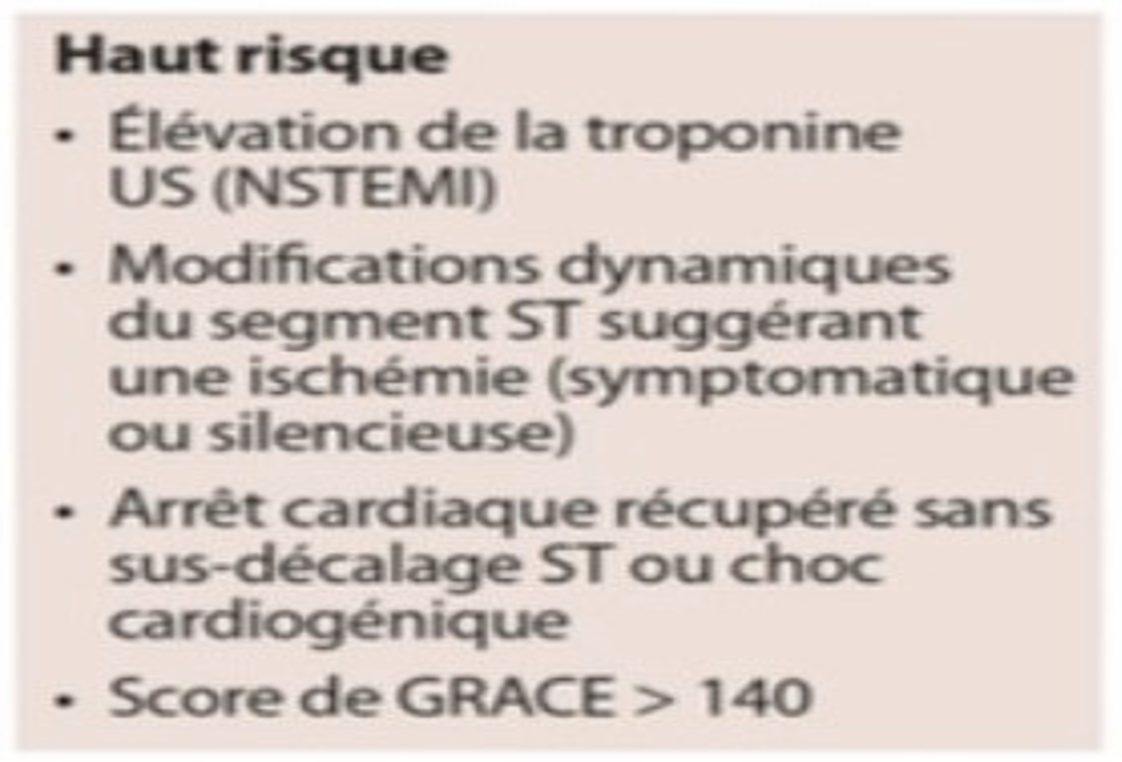 Haut risque
• Élévation de la troponine
US (NSTEMI)
• Modifications dynamiques
du segment ST suggérant
une ischémie (symptomatique
ou silencieuse)
• Arrêt cardiaque récupéré sans
sus-décalage ST ou choc
cardiogénique
• Score de GRACE > 140